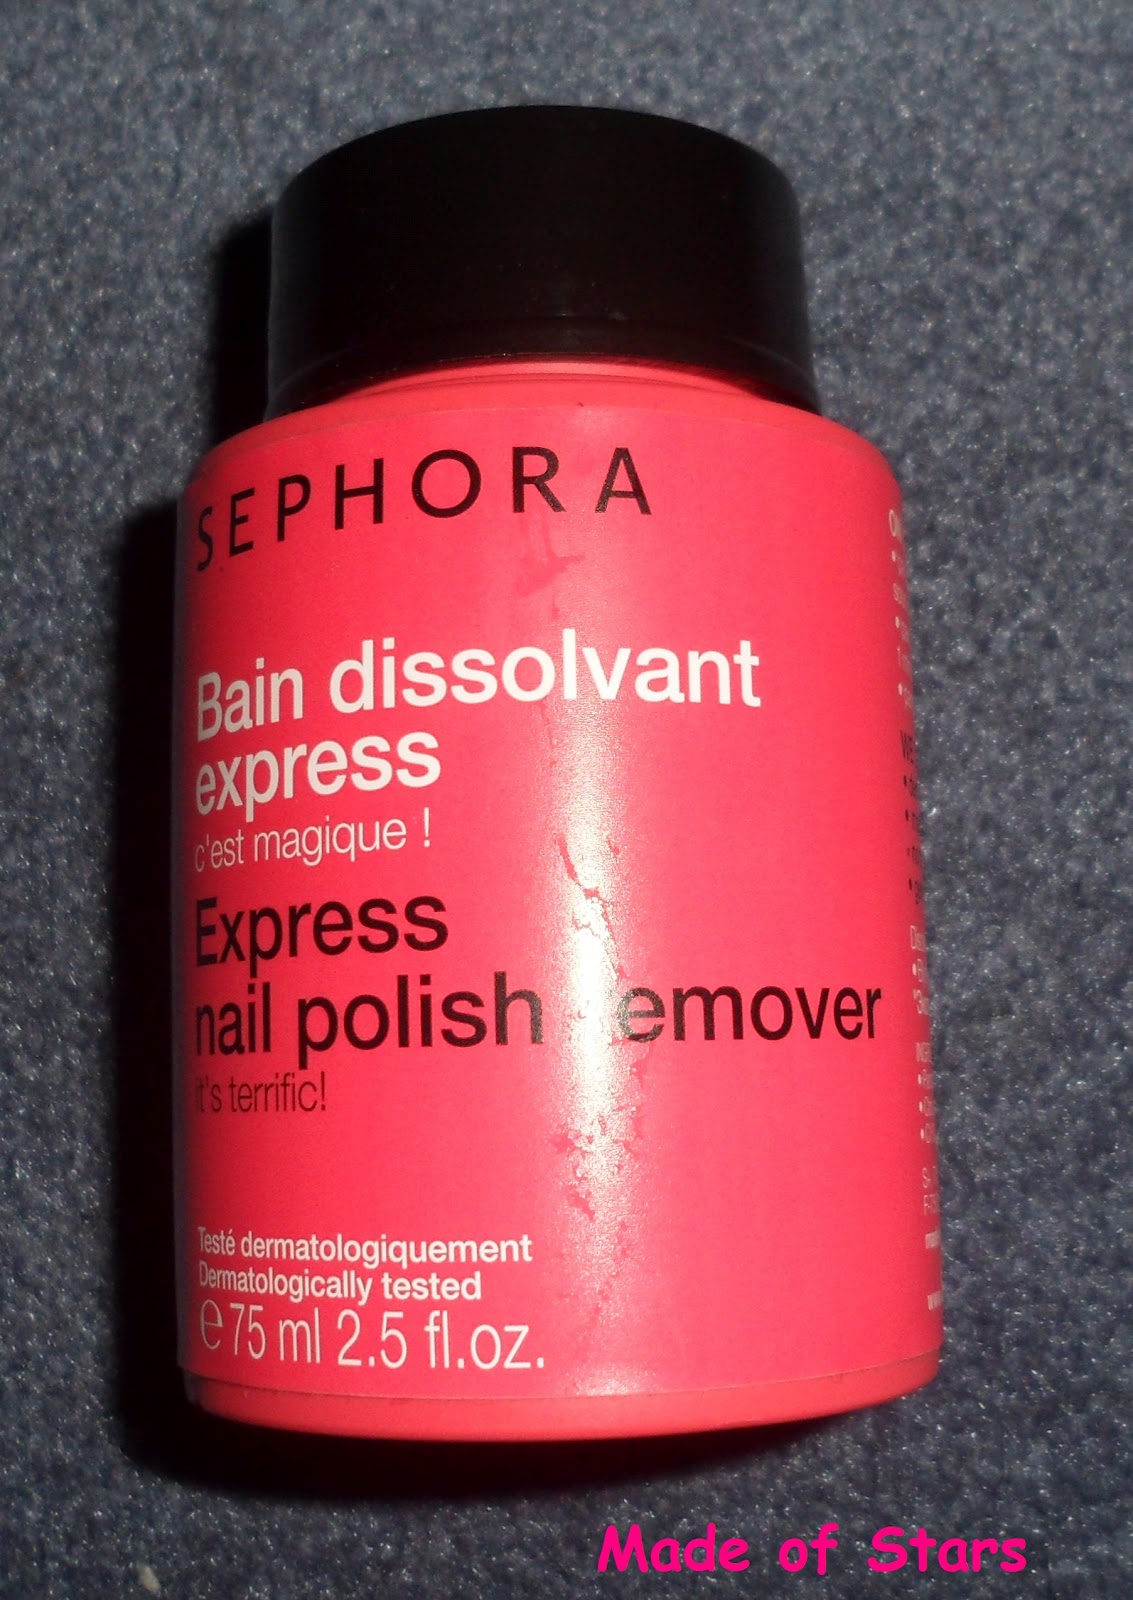 SEPHORA
Bain dissolvant
express
c'est magique !
Express
nail polish remover
it's terrific!
Testé dermatologiquement
Dermatologically tested
℮ 75 ml 2.5 fl.oz.
Made of Stars